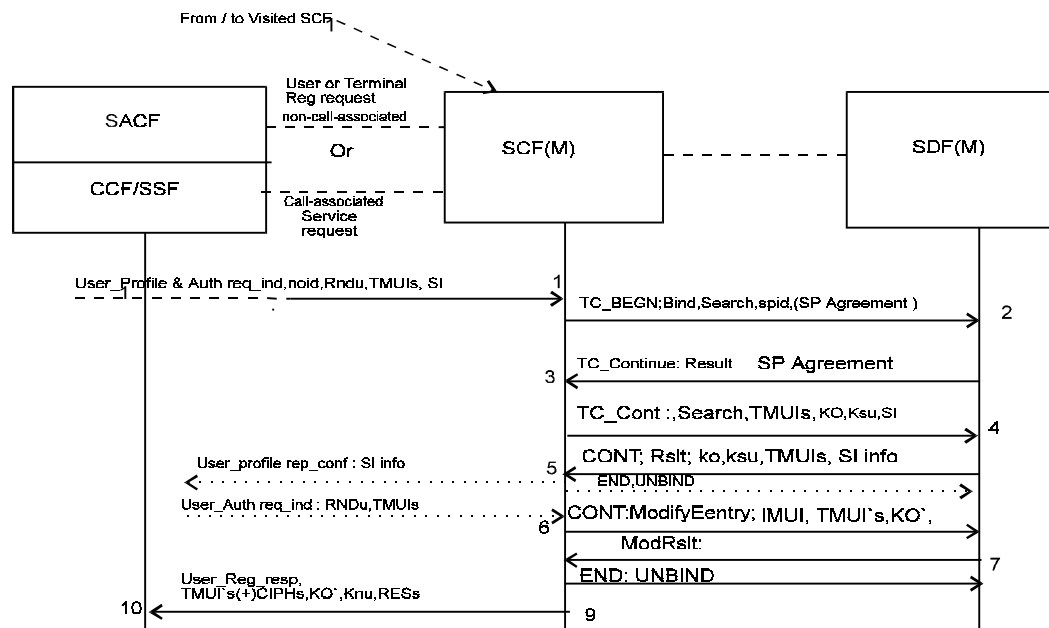 From / to Visited SCF
User or Terminal
Reg request
non-call-associated
SACF
Or
SCF(M)
SDF(M)
CCF/SSF
Call-associated
Service
request
User_Profile & Auth req_ind,noid,Rndu,TMUIs, SI
1
1
TC_BEGN;Bind,Search,spid,(SP Agreement )
2
TC_Continue: Result SP Agreement
3
TC_Cont :,Search,TMUIs,KO,Ksu,SI
4
CONT; Rslt; ko,ksu,TMUIs, SI info
5
User_profile rep_conf : SI info
END,UNBIND
User_Auth req_ind : RNDu,TMUIs
CONT:ModifyEentry; IMUI, TMUI`s,KO`,
6
ModRslt:
7
END: UNBIND
User_Reg_resp,
TMUI`s(+)CIPHs,KO`,Knu,RESs
10
9